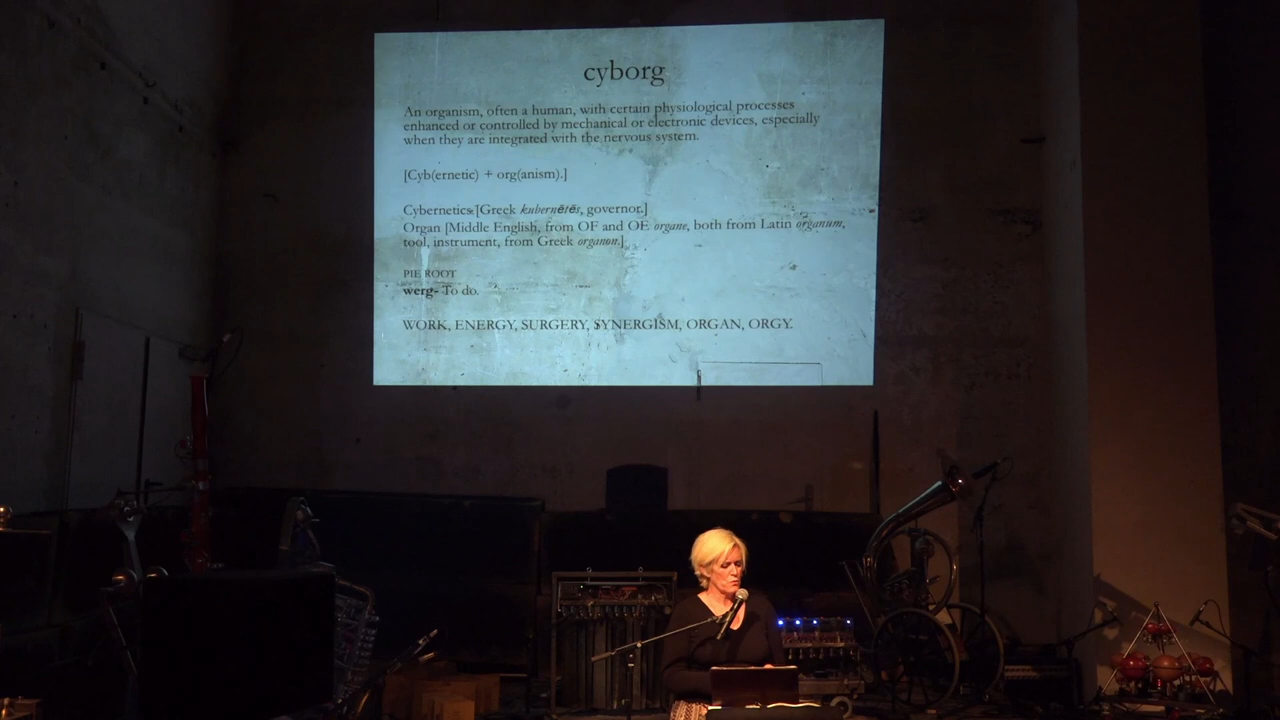 cyborg
An organism, often a human, with certain physiological processes
enhanced or controlled by mechanical or electronic devices, especially
when they are integrated with the nervous system.
[Cyb(ernetic) + org(anism).]
Cybernetics [Greek kubernētēs, governor.]
Organ [Middle English, from OF and OE organe, both from Latin organum,
tool, instrument, from Greek organon.]
PIE ROOT
werg- To do.
WORK, ENERGY, SURGERY, SYNERGISM, ORGAN, ORGY.